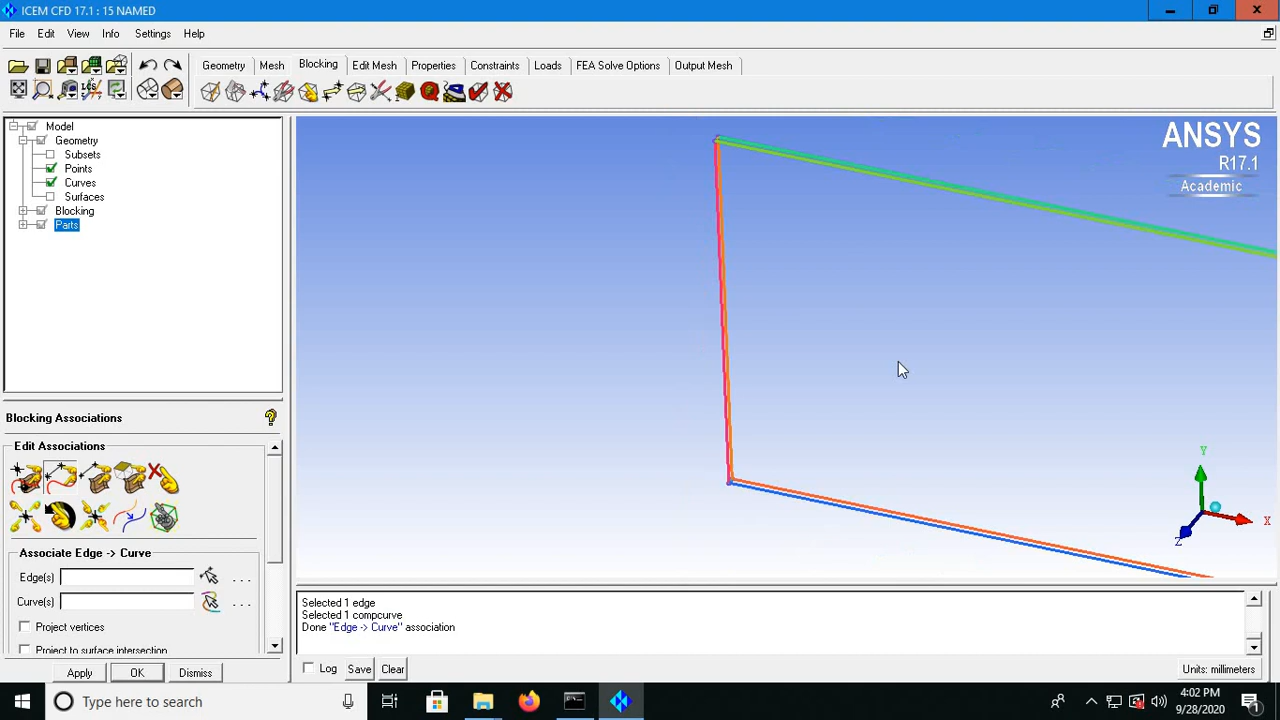 ICEM CFD 17.1 : 15 NAMED
File Edit View Info Settings Help
Geometry Mesh Blocking Edit Mesh Properties Constraints Loads FEA Solve Options Output Mesh
LCS
Model
Geometry
Subsets
Points
Curves
Surfaces
Blocking
Parts
ANSYS
R17.1
Academic
Y
X
Z
Blocking Associations
?
Edit Associations
Associate Edge -> Curve
Edge(s) ...
Curve(s) ...
Project vertices
Project to surface intersection
Apply OK Dismiss
Selected 1 edge
Selected 1 compcurve
Done "Edge -> Curve" association
Log Save Clear
Units: millimeters
Type here to search
4:02 PM
9/28/2020
1